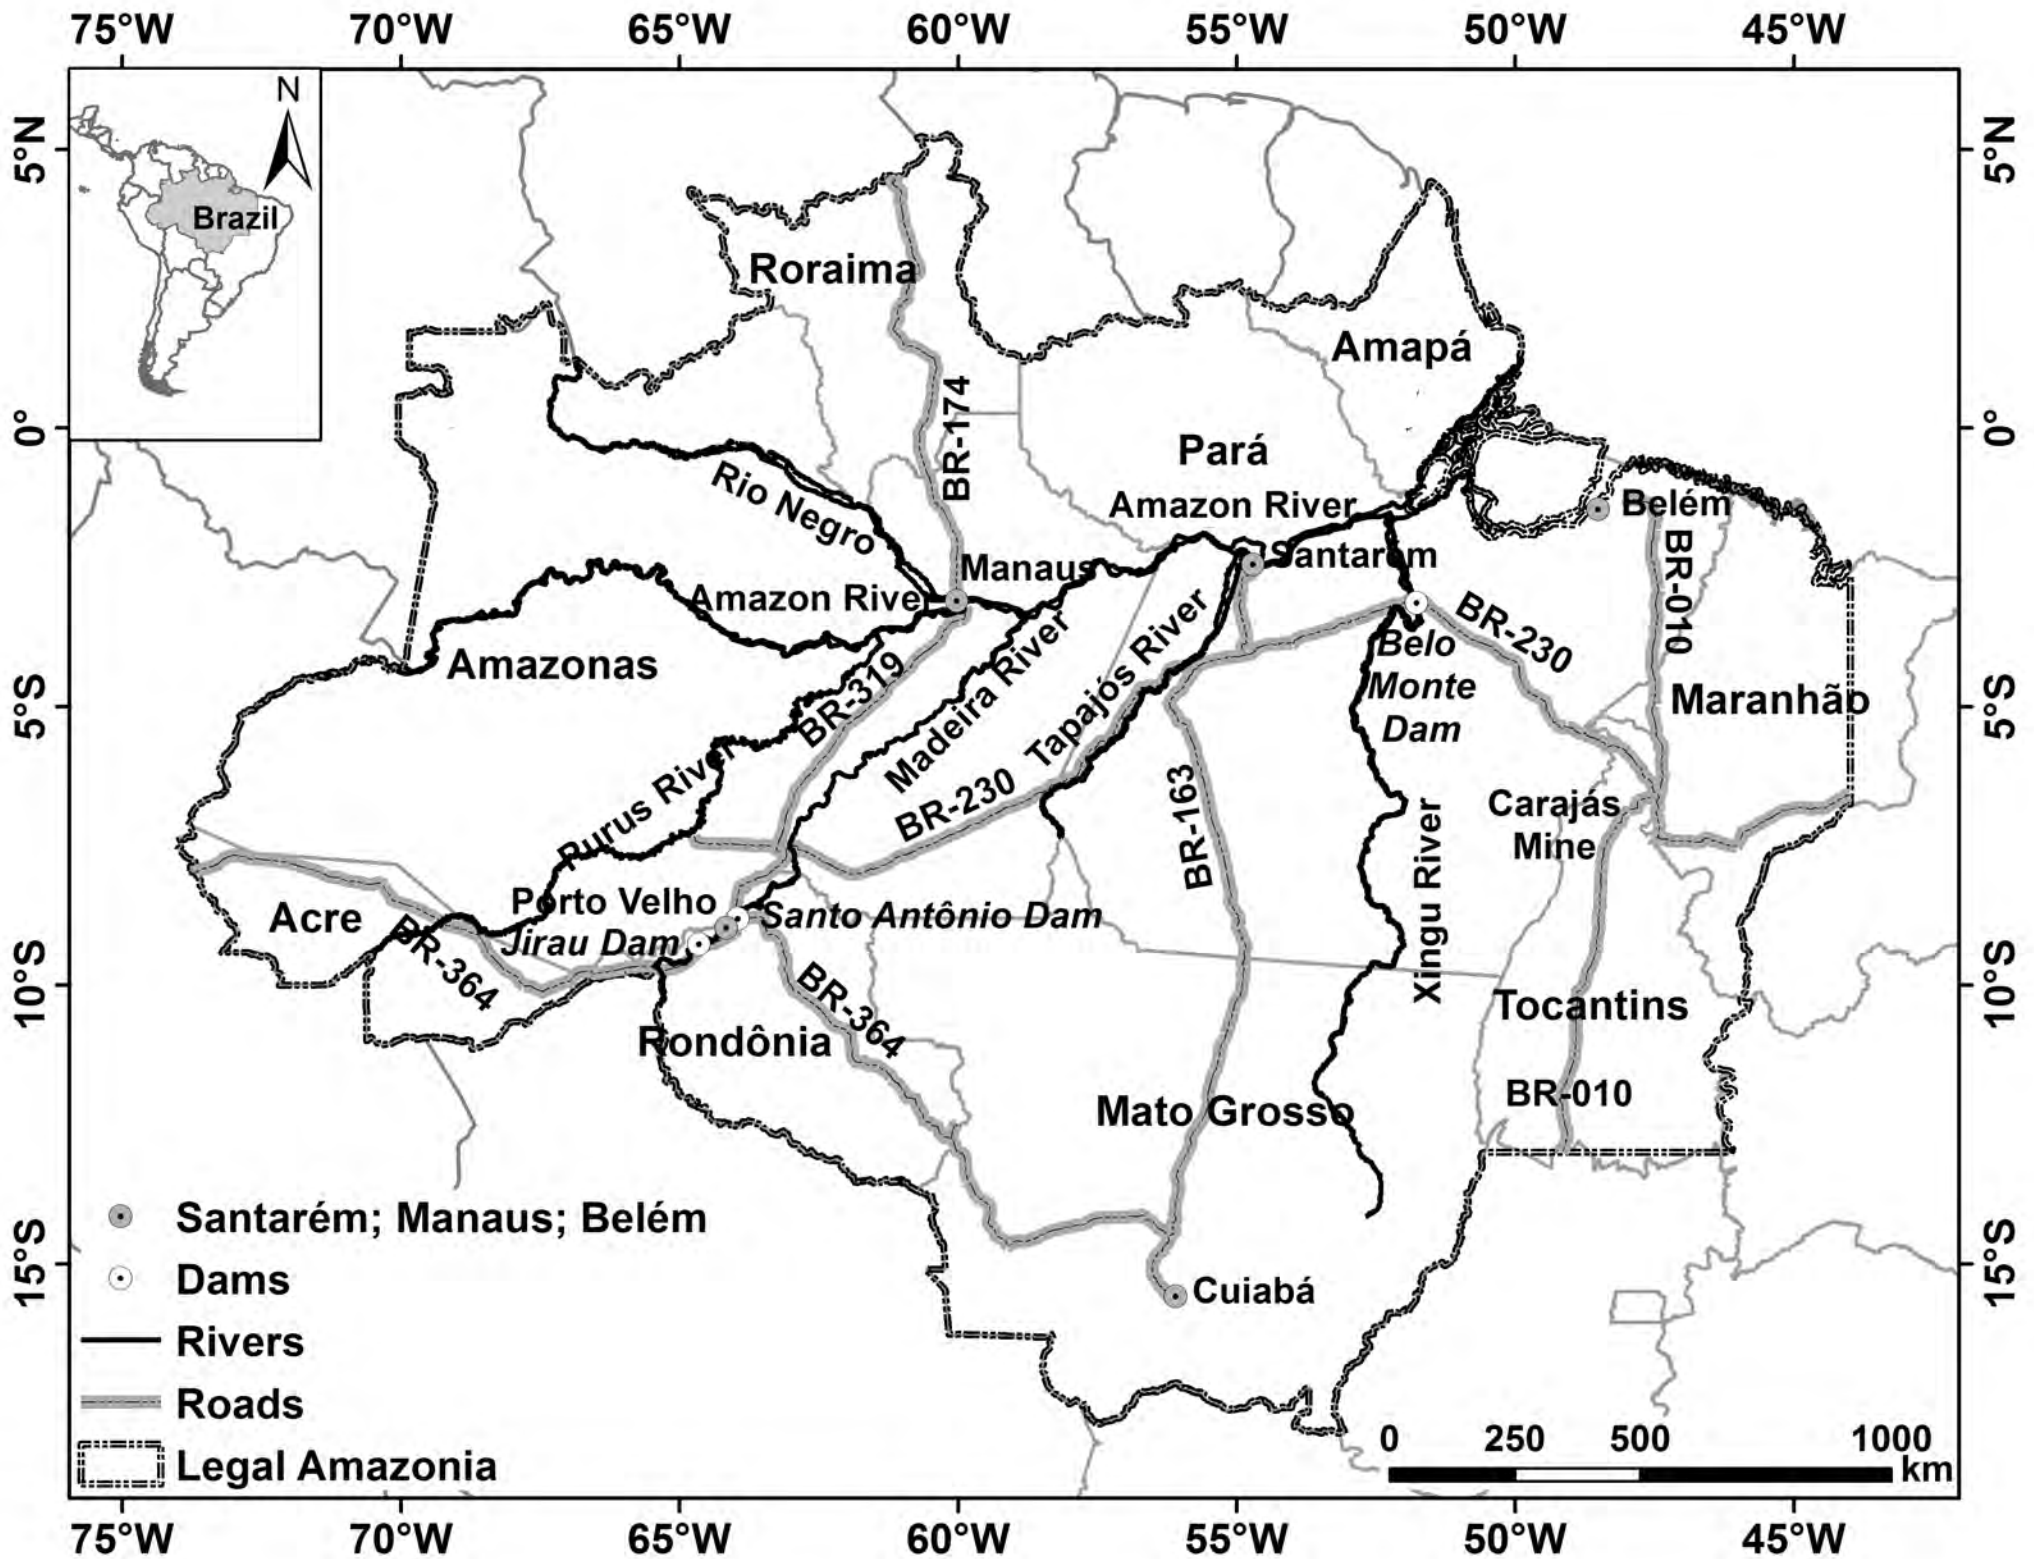 75°W 70°W 65°W 60°W 55°W 50°W 45°W
N
5°N
5°N
Brazil
Roraima
Amapá
BR-174
0°
0°
Pará
Rio Negro
Amazon River
Belém
BR-010
Manaus
Santarém
Amazon Rive
BR-230
Amazonas
BR-319
Madeira River
Tapajós River
Belo
Monte
Dam
Maranhão
5°S
5°S
Purus River
BR-230
BR-163
Xingu River
Carajás
Mine
Acre
BR-364
Porto Velho
Jirau Dam
Santo Antônio Dam
10°S
10°S
BR-364
Rondônia
Tocantins
BR-010
Mato Grosso
15°S
15°S
Cuiabá
Santarém; Manaus; Belém
Dams
Rivers
Roads
Legal Amazonia
0 250 500 1000
km
75°W 70°W 65°W 60°W 55°W 50°W 45°W